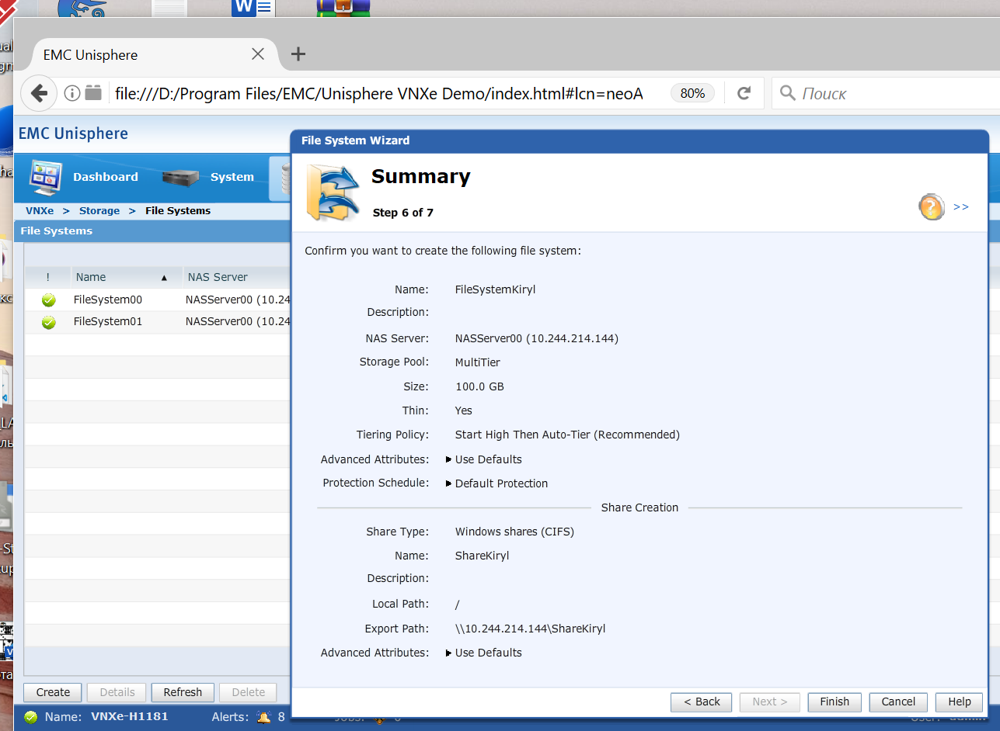 W
EMC Unisphere
file:///D:/Program Files/EMC/Unisphere VNXe Demo/index.html#lcn=neoA
80%
Поиск
EMC Unisphere
Dashboard
System
VNXe > Storage > File Systems
File Systems
! Name ▲ NAS Server
FileSystem00 NASServer00 (10.24
FileSystem01 NASServer00 (10.24
Create Details Refresh Delete
Name: VNXe-H1181 Alerts: 8
File System Wizard
Summary
Step 6 of 7
>>
Confirm you want to create the following file system:
Name: FileSystemKiryl
Description:
NAS Server: NASServer00 (10.244.214.144)
Storage Pool: MultiTier
Size: 100.0 GB
Thin: Yes
Tiering Policy: Start High Then Auto-Tier (Recommended)
Advanced Attributes: Use Defaults
Protection Schedule: Default Protection
Share Creation
Share Type: Windows shares (CIFS)
Name: ShareKiryl
Description:
Local Path: /
Export Path: \\10.244.214.144\ShareKiryl
Advanced Attributes: Use Defaults
< Back Next > Finish Cancel Help